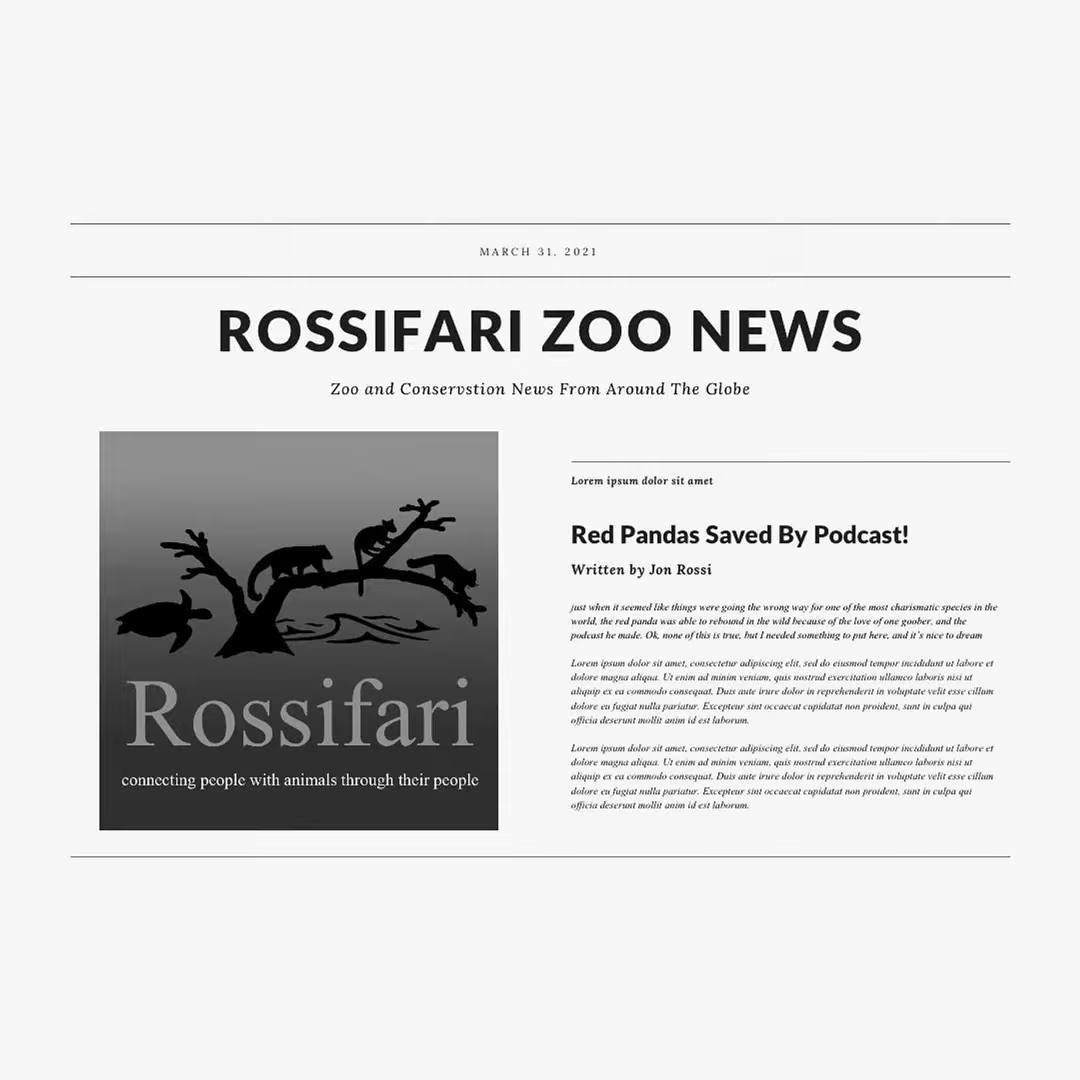 MARCH 31, 2021
ROSSIFARI ZOO NEWS
Zoo and Conservstion News From Around The Globe
Rossifari
connecting people with animals through their people
Lorem ipsum dolor sit amet
Red Pandas Saved By Podcast!
Written by Jon Rossi
just when it seemed like things were going the wrong way for one of the most charismatic species in the
world, the red panda was able to rebound in the wild because of the love of one goober, and the
podcast he made. Ok, none of this is true, but I needed something to put here, and it's nice to dream
Lorem ipsum dolor sit amet, consectetur adipiscing elit, sed do eiusmod tempor incididunt ut labore et
dolore magna aliqua. Ut enim ad minim veniam, quis nostrud exercitation ullamco laboris nisi ut
aliquip ex ea commodo consequat. Duis aute irure dolor in reprehenderit in voluptate velit esse cillum
dolore eu fugiat nulla pariatur. Excepteur sint occaecat cupidatat non proident, sunt in culpa qui
officia deserunt mollit anim id est laborum.
Lorem ipsum dolor sit amet, consectetur adipiscing elit, sed do eiusmod tempor incididunt ut labore et
dolore magna aliqua. Ut enim ad minim veniam, quis nostrud exercitation ullamco laboris nisi ut
aliquip ex ea commodo consequat. Duis aute irure dolor in reprehenderit in voluptate velit esse cillum
dolore eu fugiat nulla pariatur. Excepteur sint occaecat cupidatat non proident, sunt in culpa qui
officia deserunt mollit anim id est laborum.